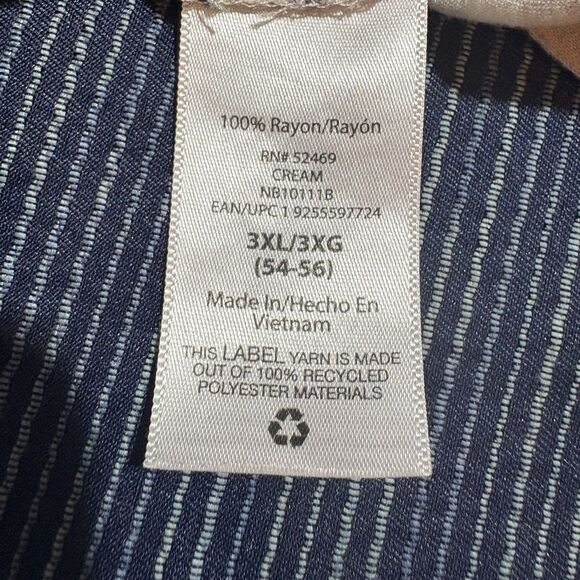 100% Rayon/Rayón
RN# 52469
CREAM
NB10111B
EAN/UPC 1 9255597724
3XL/3XG
(54-56)
Made In/Hecho En
Vietnam
THIS LABEL YARN IS MADE
OUT OF 100% RECYCLED
POLYESTER MATERIALS